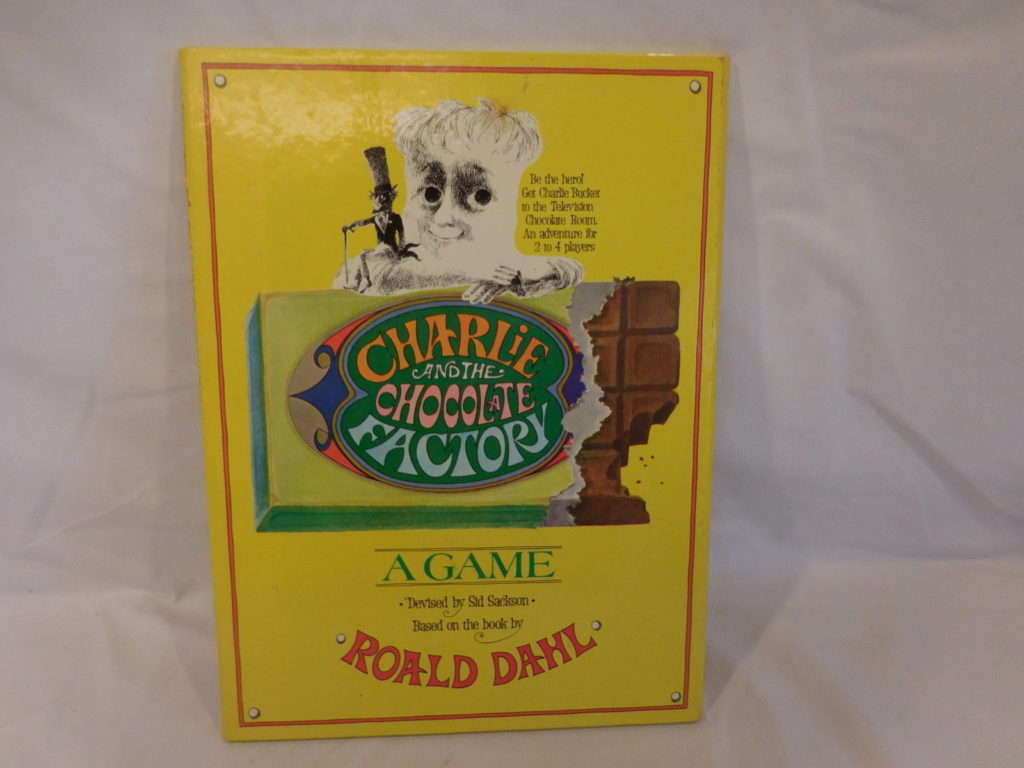 Be the hero!
Get Charlie Bucket
to the Television
Chocolate Room.
An adventure for
2 to 4 players
CHARLiE
AND THE
CHOCOLATE
FACTORY
A GAME
• Devised by Sid Sackson •
Based on the book by
ROALD DAHL